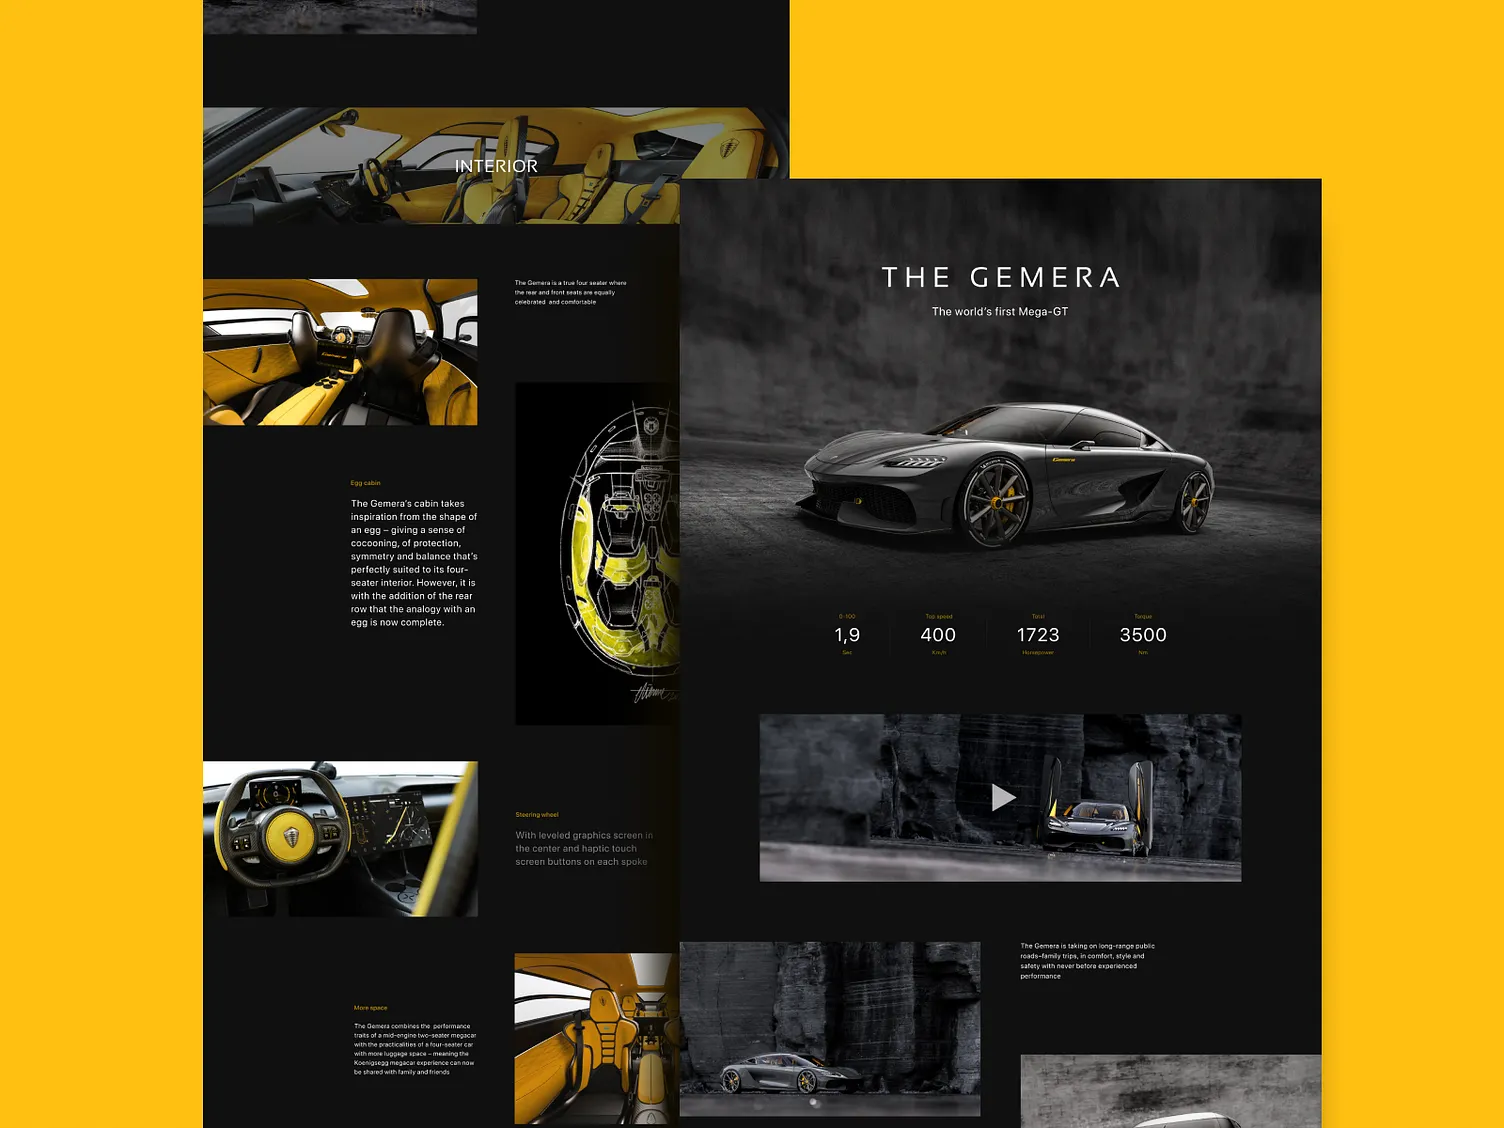 INTERIOR
The Gemera is a true four seater where
the rear and front seats are equally
celebrated and comfortable
Egg cabin
The Gemera's cabin takes
inspiration from the shape of
an egg – giving a sense of
cocooning, of protection,
symmetry and balance that's
perfectly suited to its four-
seater interior. However, it is
with the addition of the rear
row that the analogy with an
egg is now complete.
Steering wheel
With leveled graphics screen in
the center and haptic touch
screen buttons on each spoke
More space
The Gemera combines the performance
traits of a mid-engine two-seater megacar
with the practicalities of a four-seater car
with more luggage space – meaning the
Koenigsegg megacar experience can now
be shared with family and friends
THE GEMERA
The world's first Mega-GT
Gemera
0-100
1,9
Sec
Top speed
400
Km/h
Total
1723
Horsepower
Torque
3500
Nm
The Gemera is taking on long-range public
roads-family trips, in comfort, style and
safety with never before experienced
performance